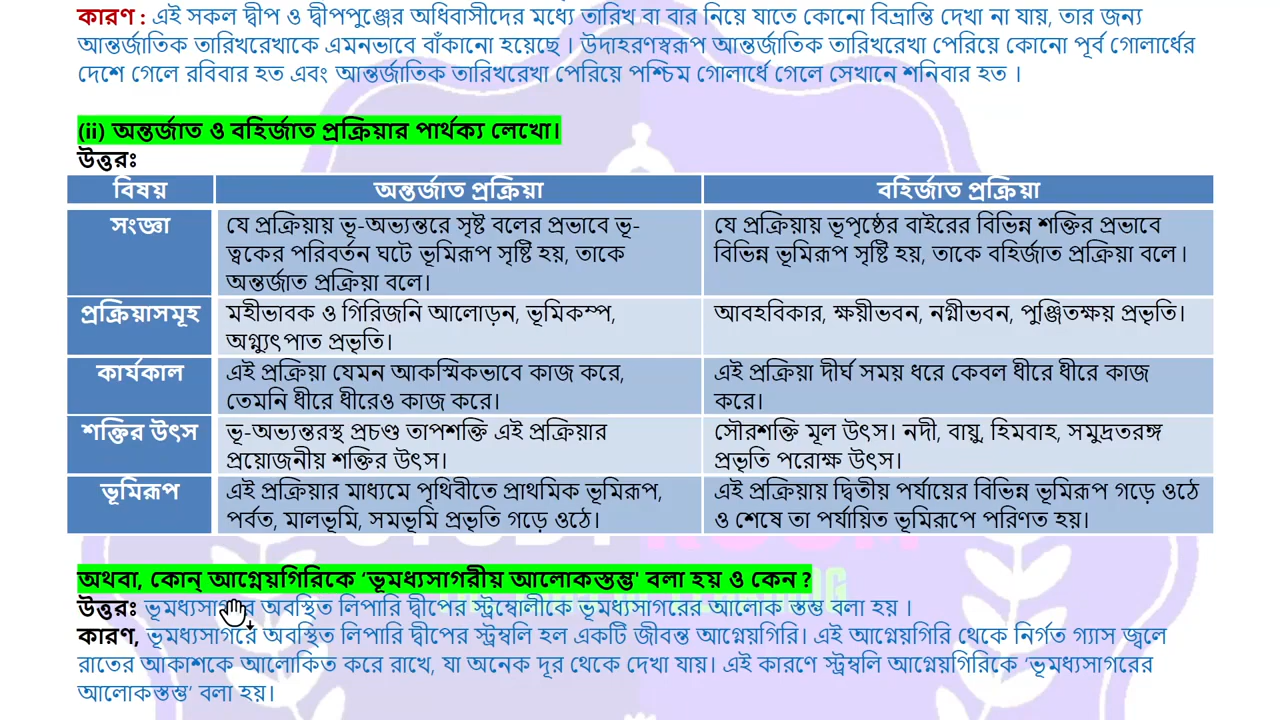 কারণ : এই সকল দ্বীপ ও দ্বীপপুঞ্জের অধিবাসীদের মধ্যে তারিখ বা বার নিয়ে যাতে কোনো বিভ্রান্তি দেখা না যায়, তার জন্য
আন্তর্জাতিক তারিখরেখাকে এমনভাবে বাঁকানো হয়েছে । উদাহরণস্বরূপ আন্তর্জাতিক তারিখরেখা পেরিয়ে কোনো পূর্ব গোলার্ধের
দেশে গেলে রবিবার হত এবং আন্তর্জাতিক তারিখরেখা পেরিয়ে পশ্চিম গোলার্ধে গেলে সেখানে শনিবার হত ।
(ii) অন্তর্জাত ও বহির্জাত প্রক্রিয়ার পার্থক্য লেখো।
উত্তরঃ
বিষয় অন্তর্জাত প্রক্রিয়া বহির্জাত প্রক্রিয়া
সংজ্ঞা যে প্রক্রিয়ায় ভূ-অভ্যন্তরে সৃষ্ট বলের প্রভাবে ভূ- যে প্রক্রিয়ায় ভূপৃষ্ঠের বাইরের বিভিন্ন শক্তির প্রভাবে
ত্বকের পরিবর্তন ঘটে ভূমিরূপ সৃষ্টি হয়, তাকে বিভিন্ন ভূমিরূপ সৃষ্টি হয়, তাকে বহির্জাত প্রক্রিয়া বলে।
অন্তর্জাত প্রক্রিয়া বলে।
প্রক্রিয়াসমূহ মহীভাবক ও গিরিজনি আলোড়ন, ভূমিকম্প, আবহবিকার, ক্ষয়ীভবন, নগ্নীভবন, পুঞ্জিতক্ষয় প্রভৃতি।
অগ্ন্যুৎপাত প্রভৃতি।
কার্যকাল এই প্রক্রিয়া যেমন আকস্মিকভাবে কাজ করে, এই প্রক্রিয়া দীর্ঘ সময় ধরে কেবল ধীরে ধীরে কাজ
তেমনি ধীরে ধীরেও কাজ করে। করে।
শক্তির উৎস ভূ-অভ্যন্তরস্থ প্রচণ্ড তাপশক্তি এই প্রক্রিয়ার সৌরশক্তি মূল উৎস। নদী, বায়ু, হিমবাহ, সমুদ্রতরঙ্গ
প্রয়োজনীয় শক্তির উৎস। প্রভৃতি পরোক্ষ উৎস।
ভূমিরূপ এই প্রক্রিয়ার মাধ্যমে পৃথিবীতে প্রাথমিক ভূমিরূপ, এই প্রক্রিয়ায় দ্বিতীয় পর্যায়ের বিভিন্ন ভূমিরূপ গড়ে ওঠে
পর্বত, মালভূমি, সমভূমি প্রভৃতি গড়ে ওঠে। ও শেষে তা পর্যায়িত ভূমিরূপে পরিণত হয়।
অথবা, কোন্ আগ্নেয়গিরিকে ‘ভূমধ্যসাগরীয় আলোকস্তম্ভ’ বলা হয় ও কেন ?
উত্তরঃ ভূমধ্যসাগরে অবস্থিত লিপারি দ্বীপের স্ট্রম্বোলীকে ভূমধ্যসাগরের আলোক স্তম্ভ বলা হয় ।
কারণ, ভূমধ্যসাগরে অবস্থিত লিপারি দ্বীপের স্ট্রম্বলি হল একটি জীবন্ত আগ্নেয়গিরি। এই আগ্নেয়গিরি থেকে নির্গত গ্যাস জ্বলে
রাতের আকাশকে আলোকিত করে রাখে, যা অনেক দূর থেকে দেখা যায়। এই কারণে স্ট্রম্বলি আগ্নেয়গিরিকে ‘ভূমধ্যসাগরের
আলোকস্তম্ভ’ বলা হয়।